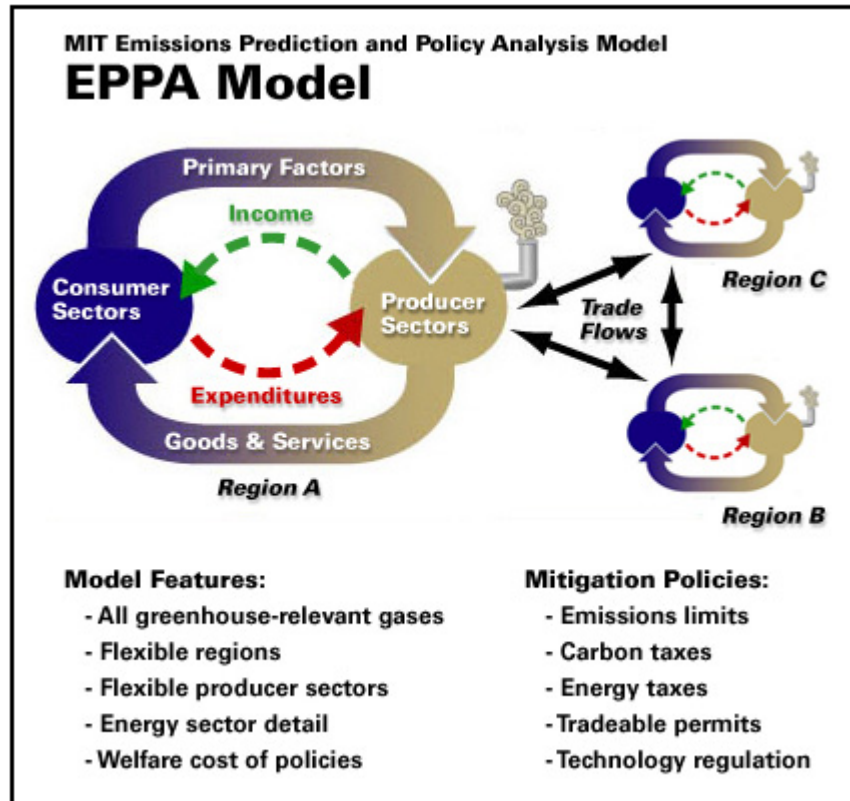 MIT Emissions Prediction and Policy Analysis Model
EPPA Model
Primary Factors
Income
Consumer
Sectors
Producer
Sectors
Expenditures
Goods & Services
Region A
Trade
Flows
Region C
Region B
Model Features:
- All greenhouse-relevant gases
- Flexible regions
- Flexible producer sectors
- Energy sector detail
- Welfare cost of policies
Mitigation Policies:
- Emissions limits
- Carbon taxes
- Energy taxes
- Tradeable permits
- Technology regulation